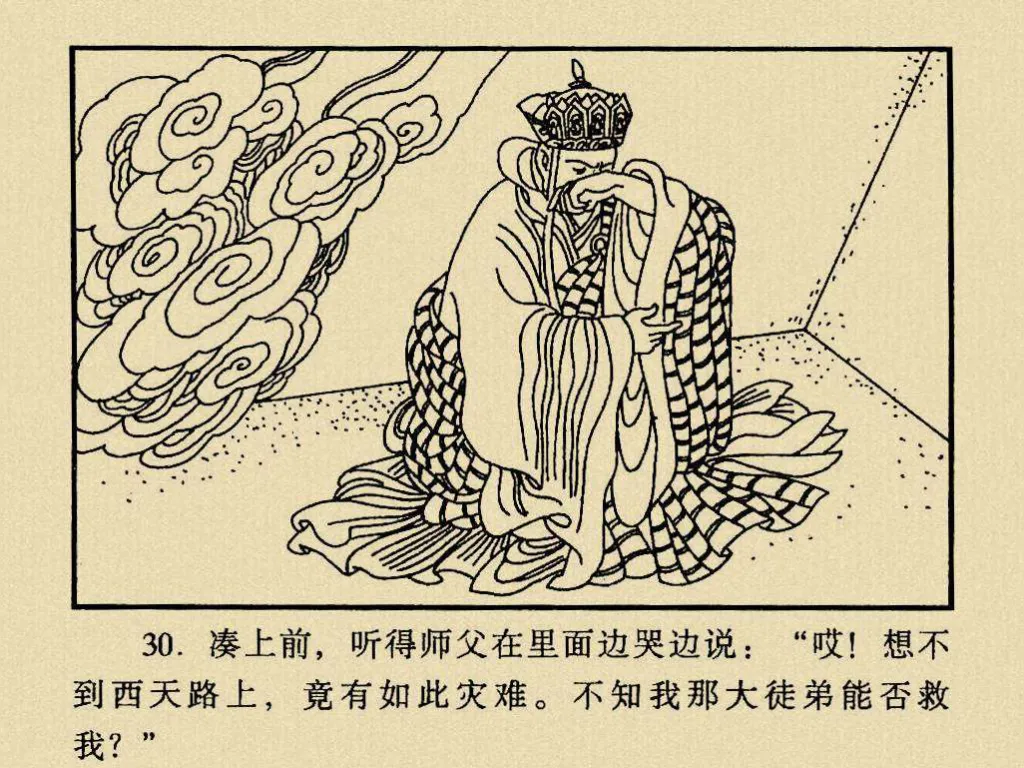 30. 凑上前，听得师父在里面边哭边说：“哎！想不
到西天路上，竟有如此灾难。不知我那大徒弟能否救
我？”